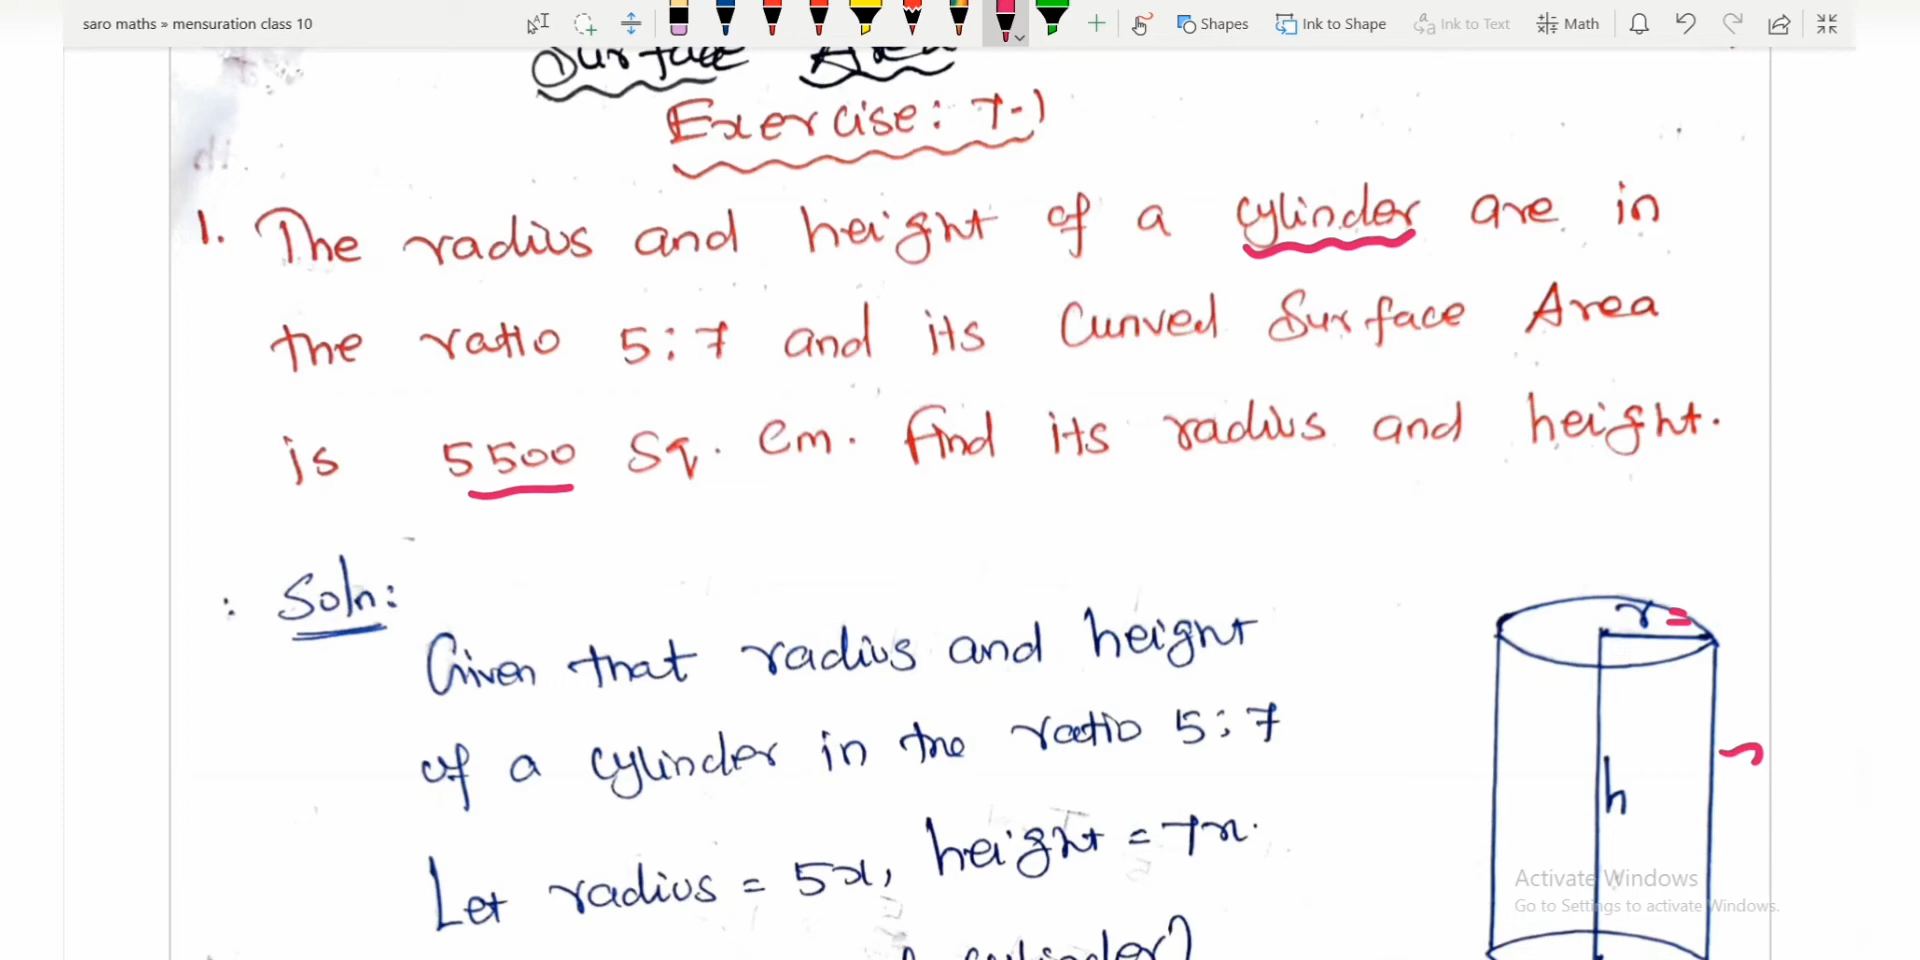 saro maths » mensuration class 10
Shapes
Ink to Shape
Ink to Text
Math
Surface Area
Exercise: 7-1
1. The radius and height of a cylinder are in
the ratio 5:7 and its Curved Surface Area
is 5500 Sq. cm. Find its radius and height.
Soln:
Given that radius and height
of a cylinder in the ratio 5:7
Let radius = 5x, height = 7x.
cylinder)
r =
h
Activate Windows
Go to Settings to activate Windows.